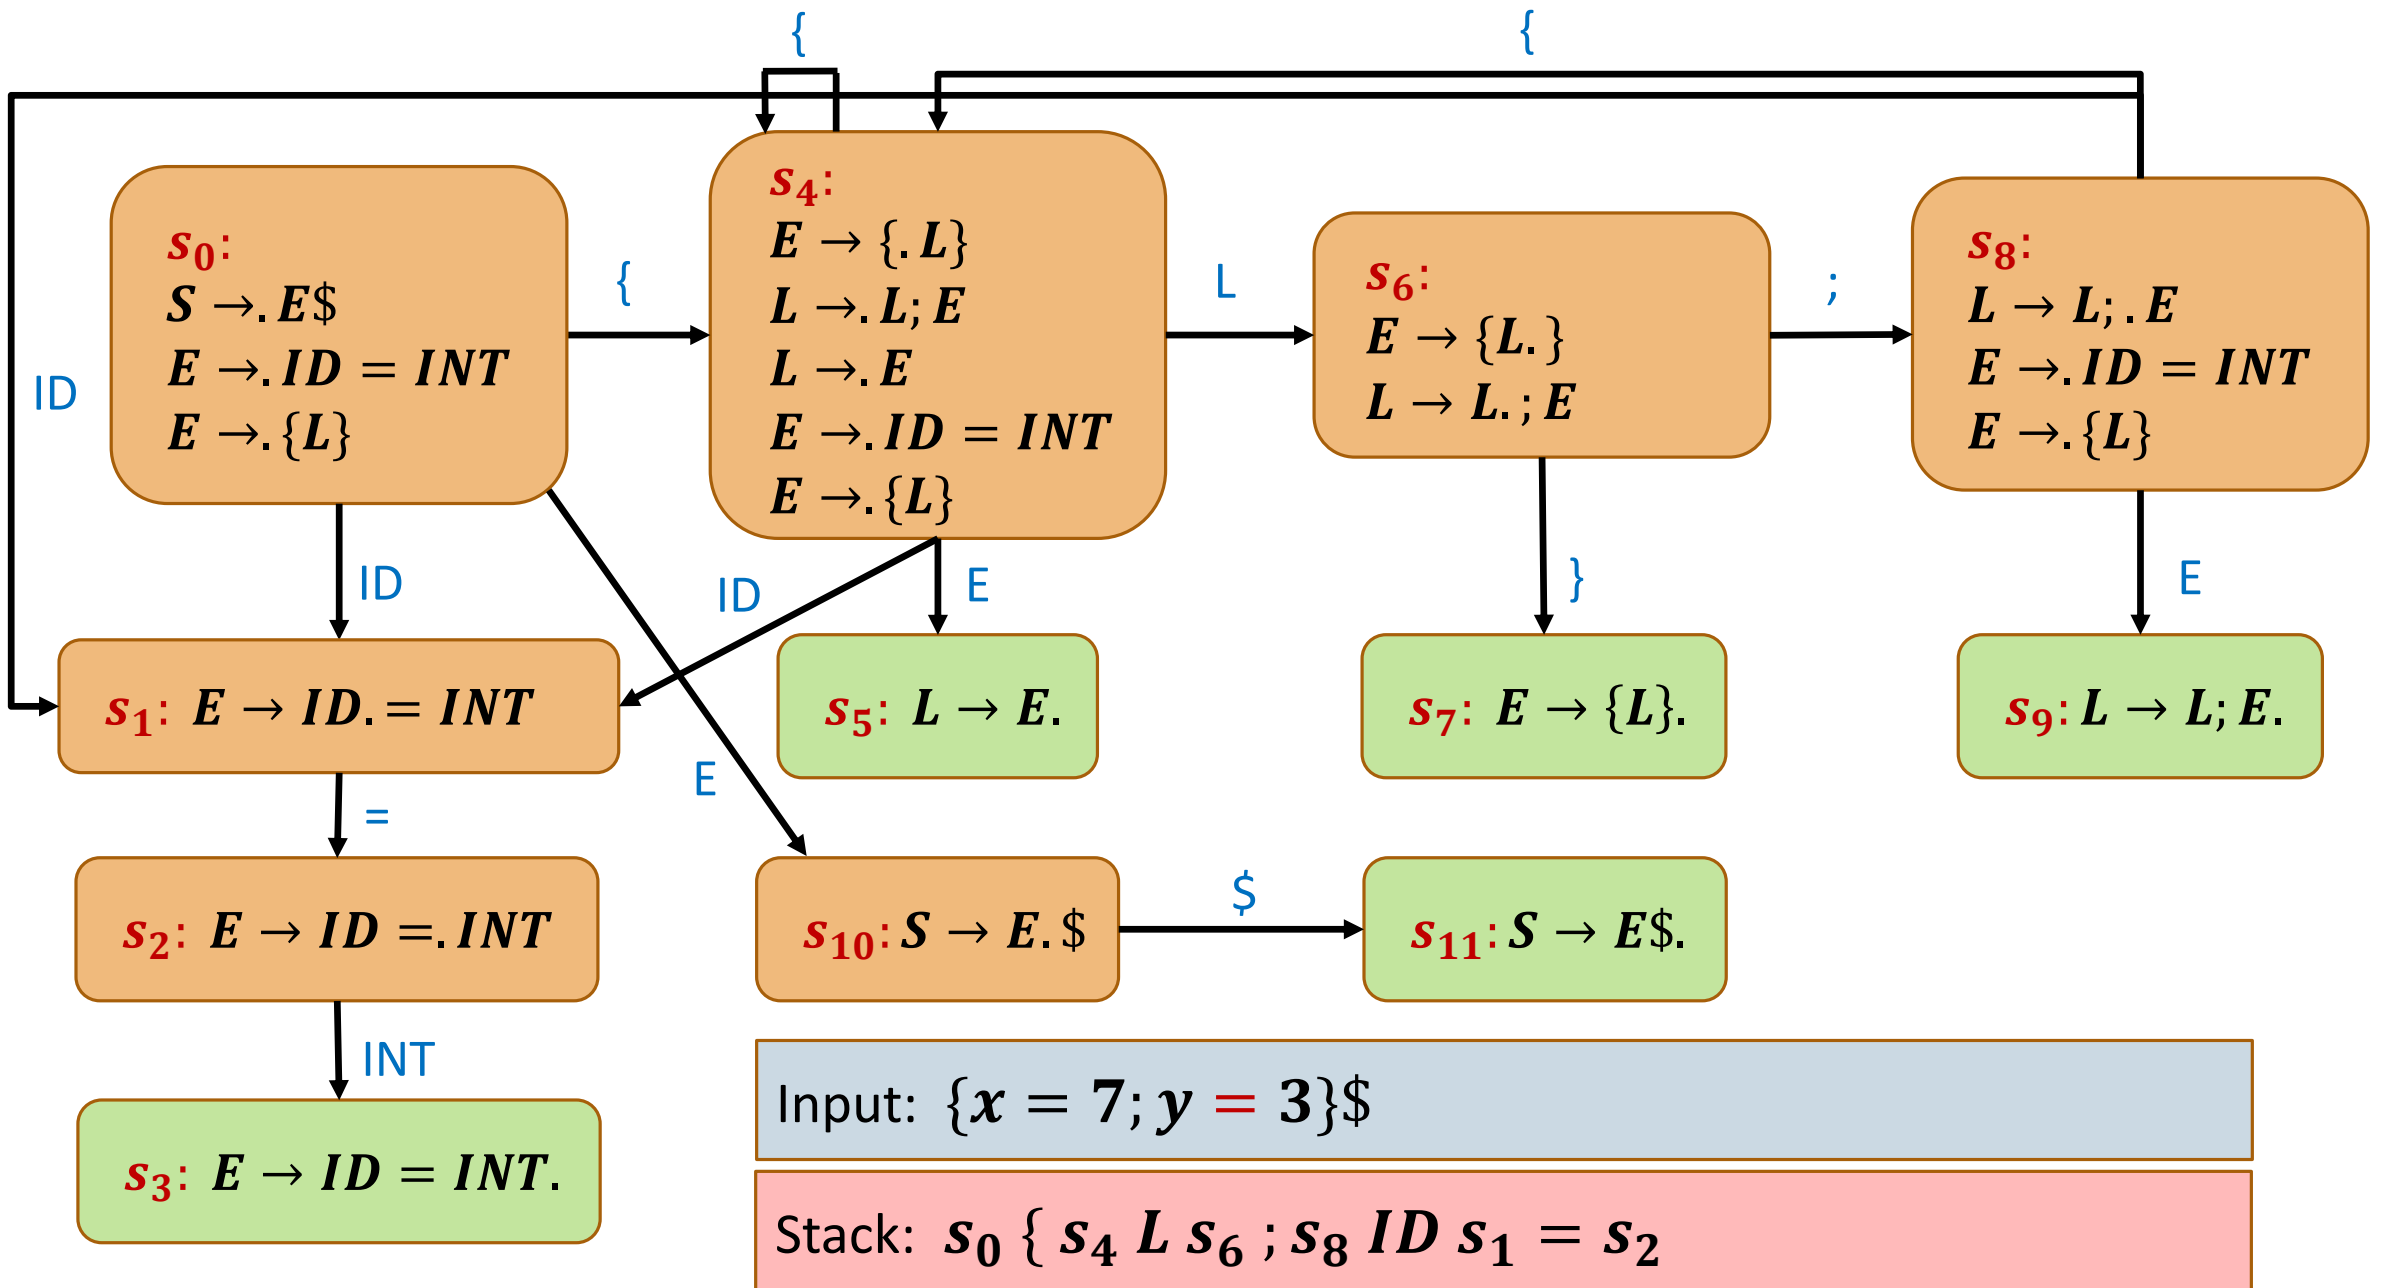 {
{
s₀:
S →. E$
E →. ID = INT
E →. {L}
{
s₄:
E → {. L}
L →. L; E
L →. E
E →. ID = INT
E →. {L}
L
s₆:
E → {L. }
L → L. ; E
;
s₈:
L → L; . E
E →. ID = INT
E →. {L}
ID
ID
ID
E
}
E
s₁: E → ID. = INT
s₅: L → E.
s₇: E → {L}.
s₉: L → L; E.
E
=
s₂: E → ID =. INT
s₁₀: S → E. $
$
s₁₁: S → E$.
INT
s₃: E → ID = INT.
Input: {x = 7; y = 3}$
Stack: s₀ { s₄ L s₆ ; s₈ ID s₁ = s₂